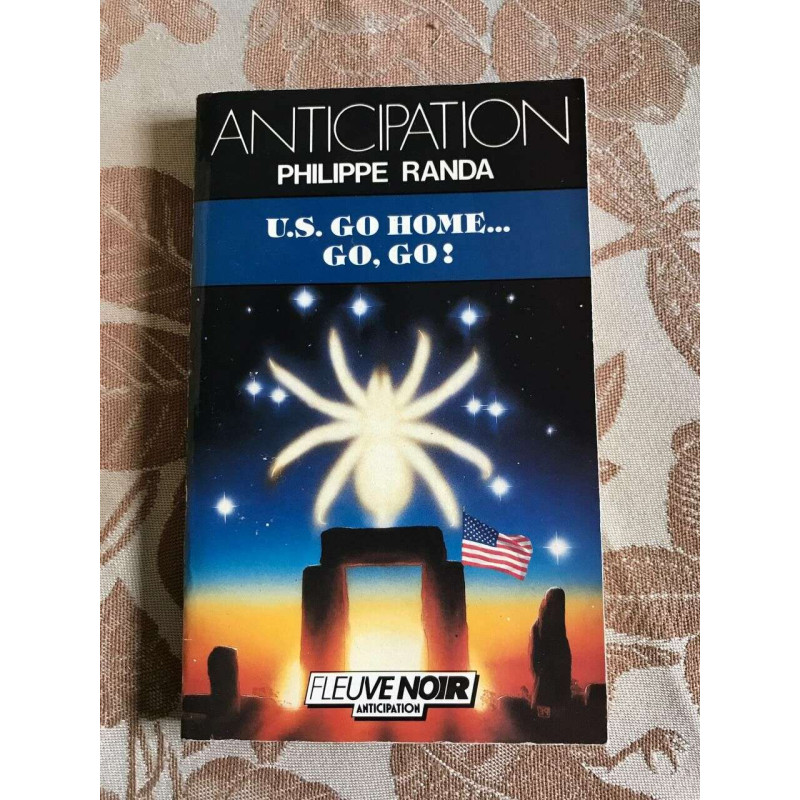 ANTICIPATION
PHILIPPE RANDA
U.S. GO HOME...
GO, GO!
FLEUVE NOIR
ANTICIPATION